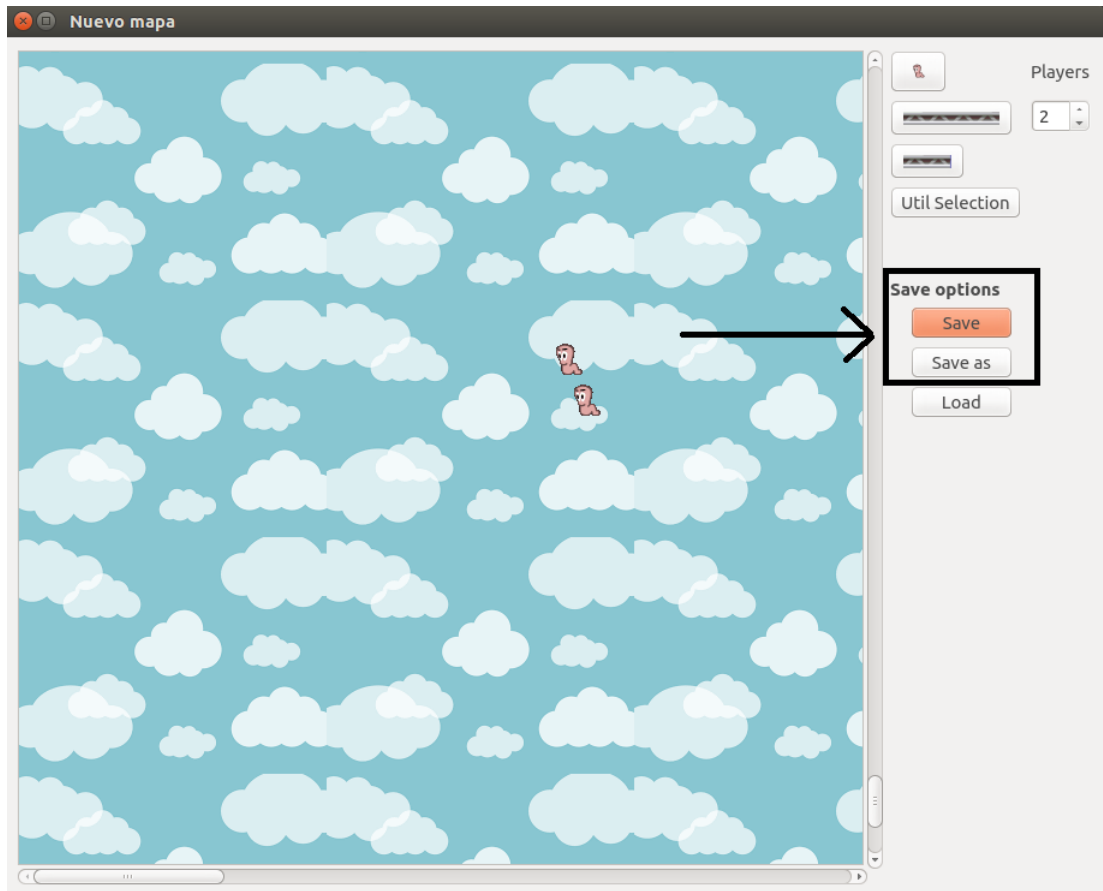 Nuevo mapa
Players
2
Util Selection
Save options
Save
Save as
Load